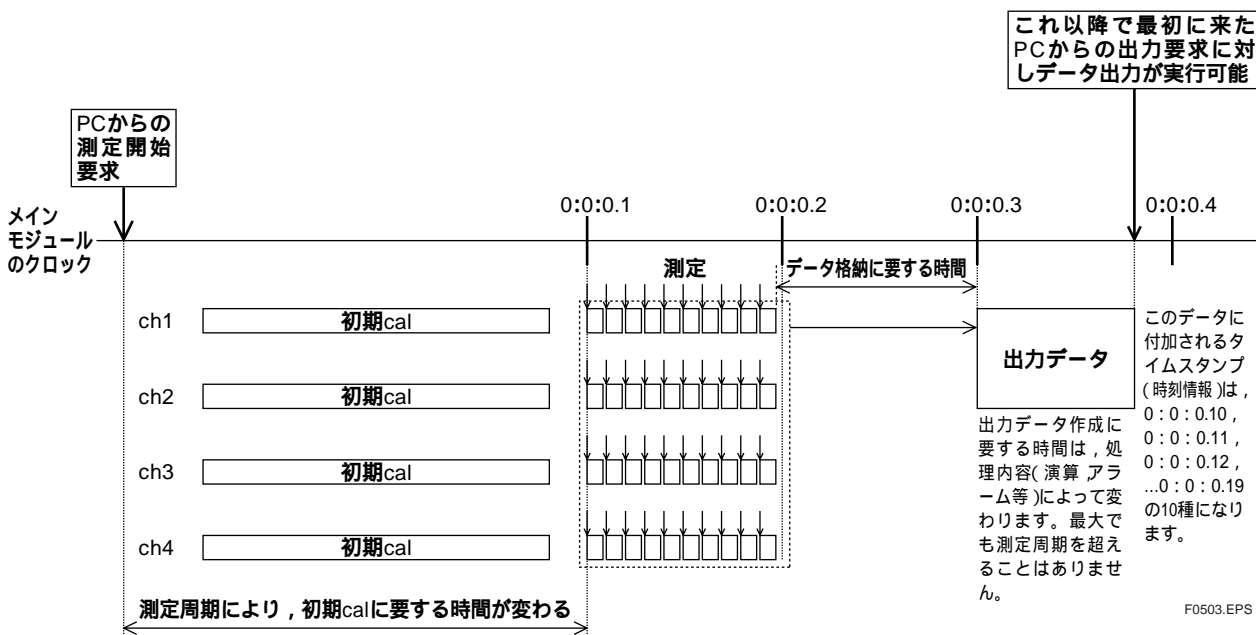 これ以降で最初に来た
PCからの出力要求に対
しデータ出力が実行可能
PCからの
測定開始
要求
メイン
モジュール
のクロック
0:0:0.1
0:0:0.2
0:0:0.3
0:0:0.4
測定
データ格納に要する時間
ch1
初期cal
ch2
初期cal
ch3
初期cal
ch4
初期cal
出力データ
出力データ作成に
要する時間は，処
理内容(演算,アラ
ーム等)によって変
わります。最大で
も測定周期を超え
ることはありませ
ん。
このデータに
付加されるタ
イムスタンプ
(時刻情報)は，
0：0：0.10，
0：0：0.11，
0：0：0.12，
...0：0：0.19
の10種になり
ます。
測定周期により，初期calに要する時間が変わる
F0503.EPS